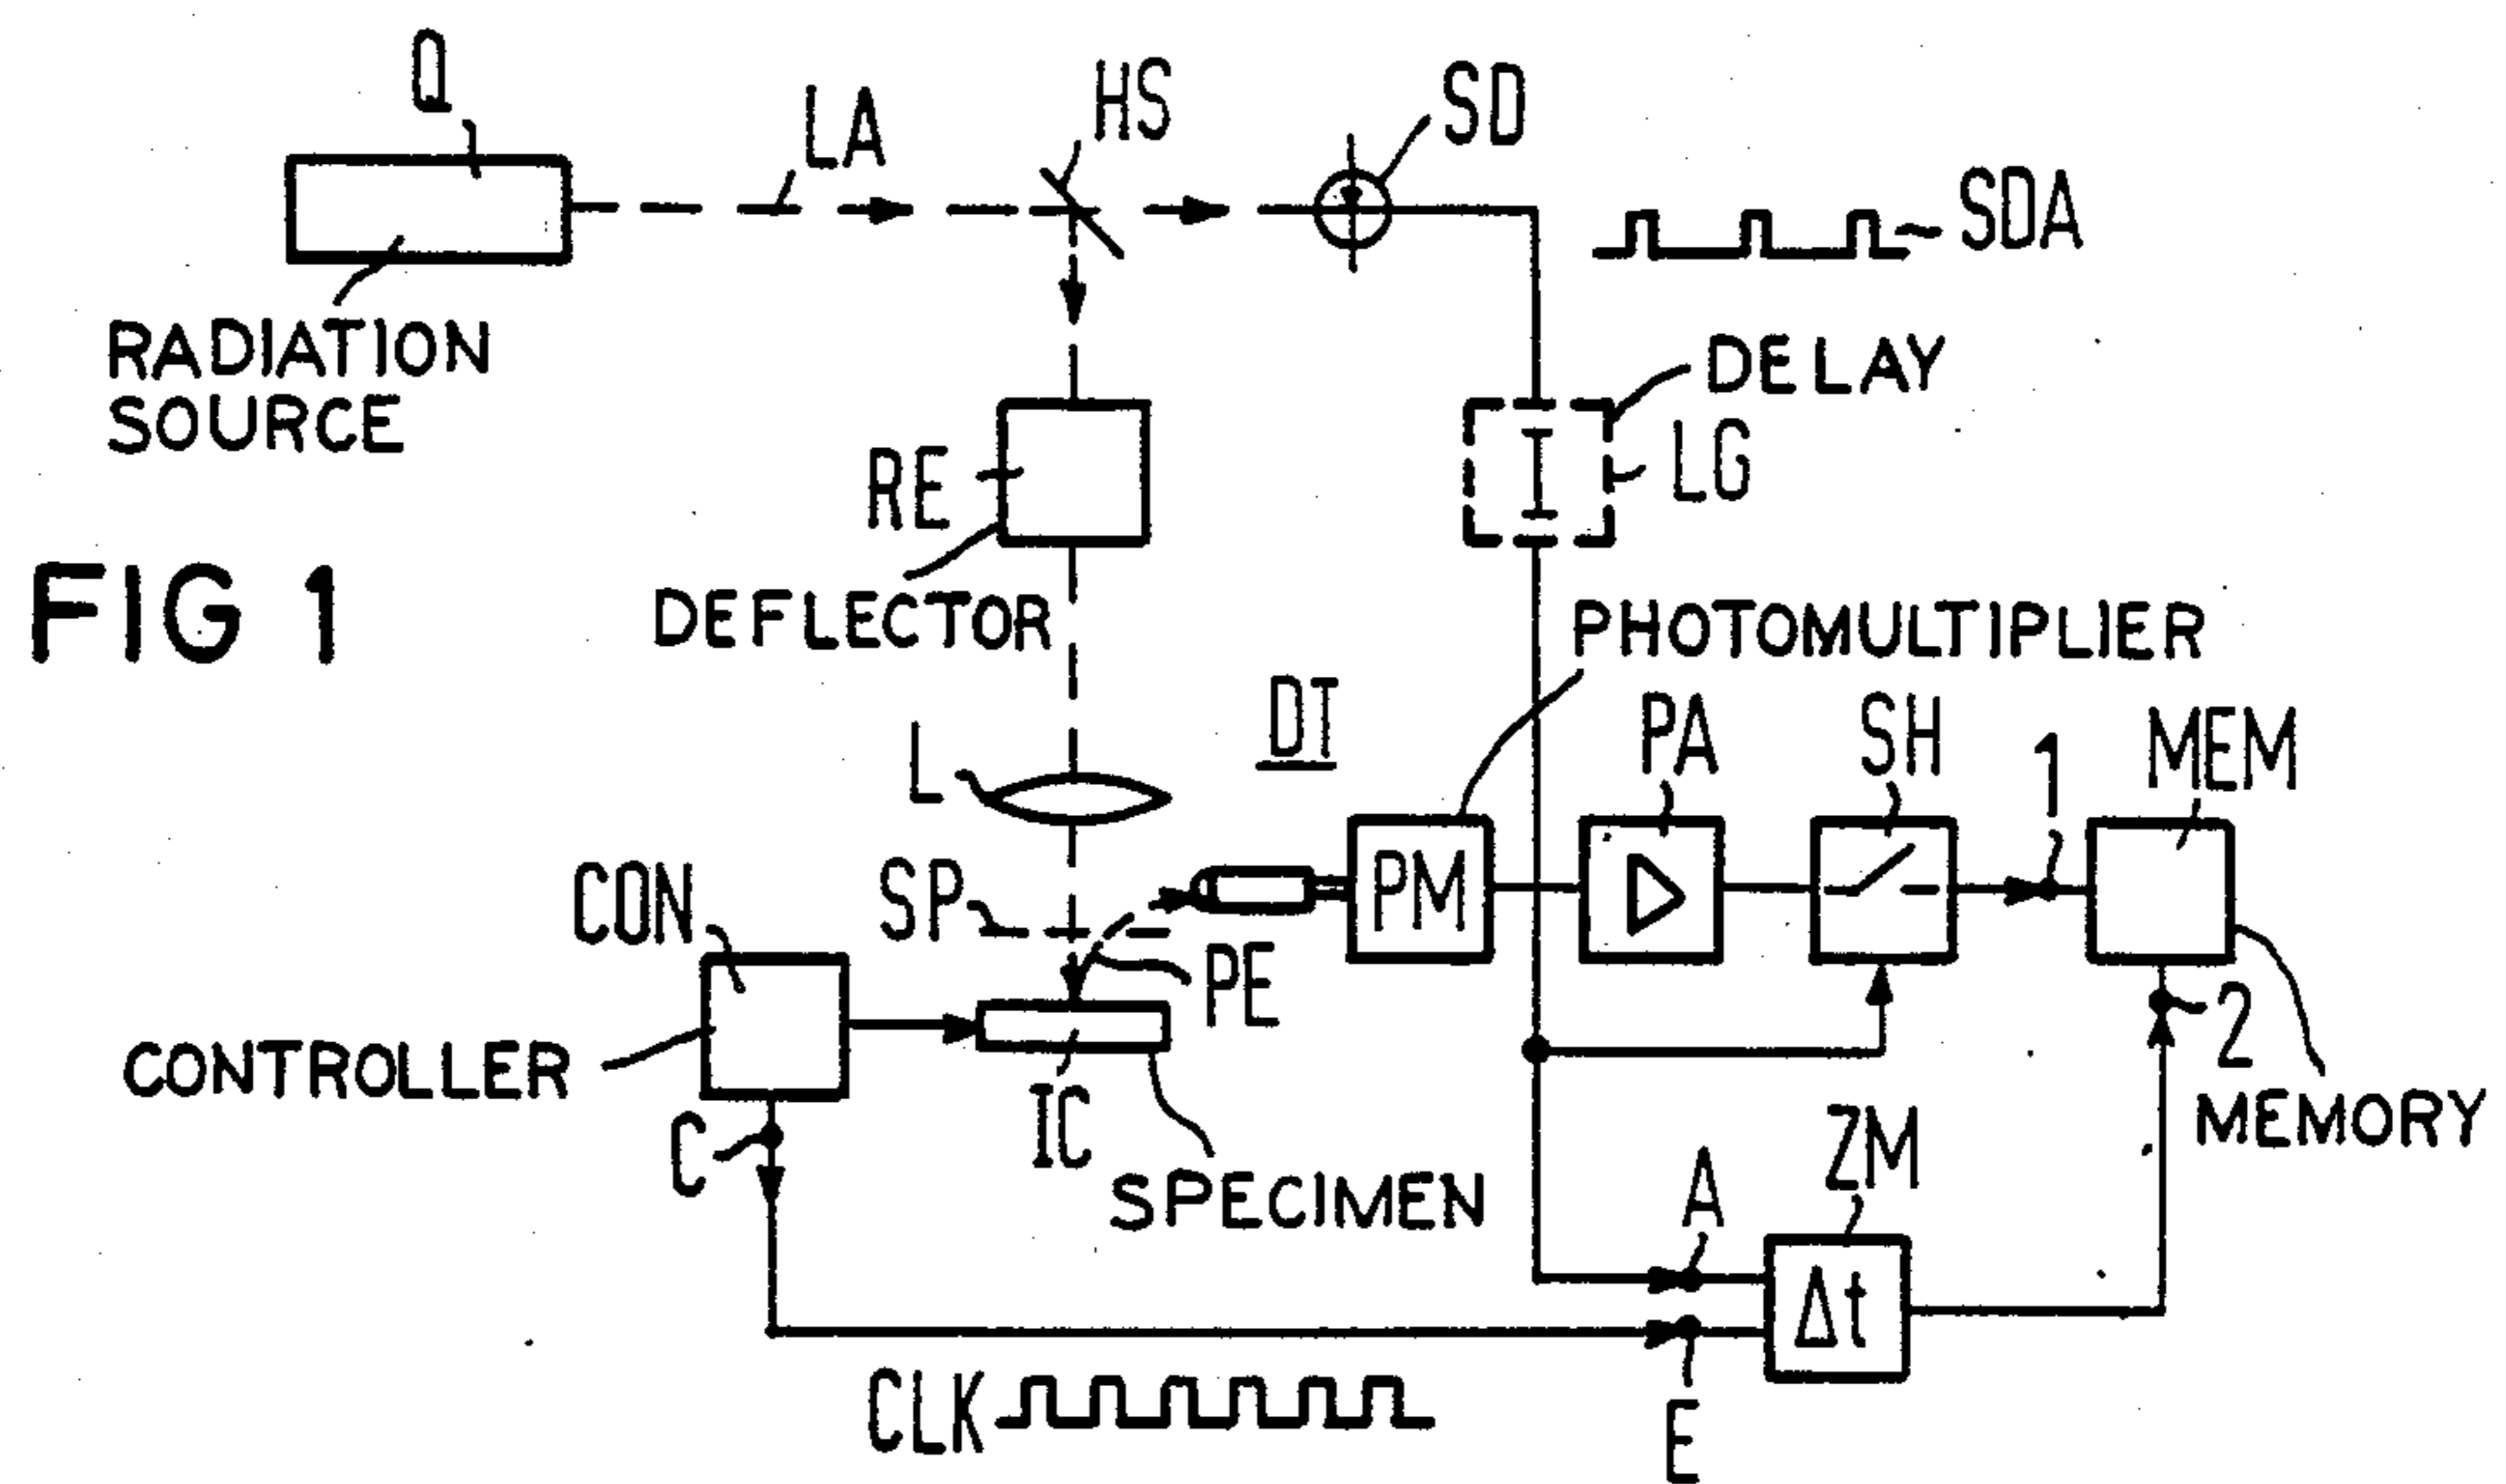 Q
LA
HS
SD
SDA
RADIATION
SOURCE
DELAY
LG
RE
DEFLECTOR
FIG 1
PHOTOMULTIPLIER
DT
L
PA
SH
1
MEM
CON
SP
PM
PE
2
CONTROLLER
IC
C
SPECIMEN
MEMORY
A
ZM
Δt
CLK
E